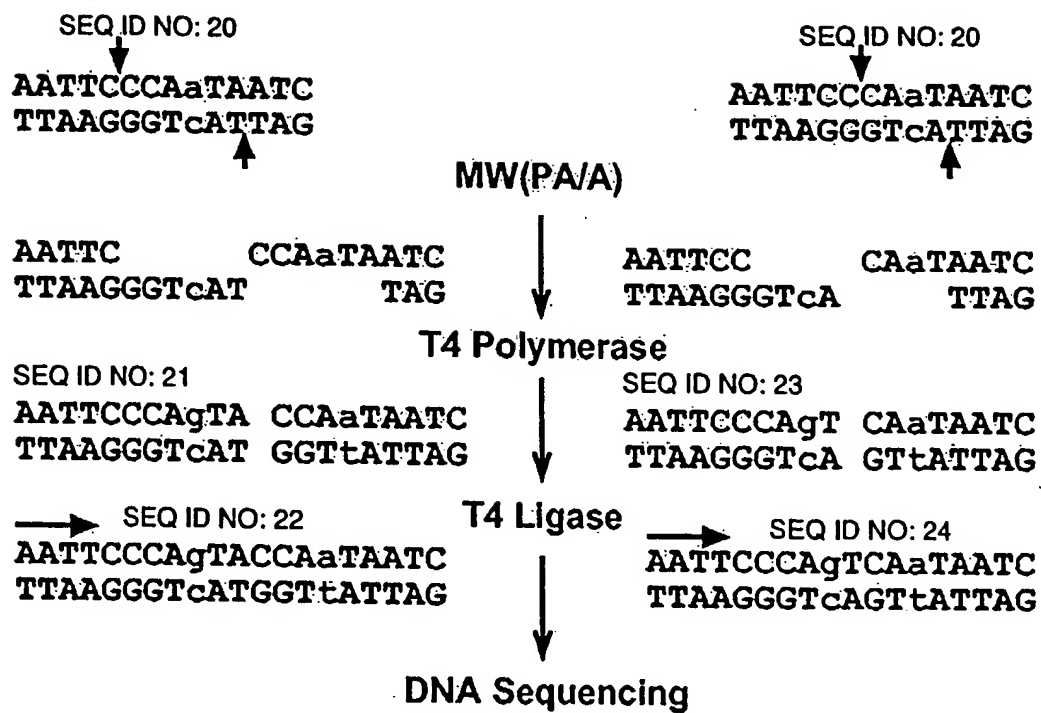 SEQ ID NO: 20
AATTCCCAaTAATC
TTAAGGGTcATTAG
SEQ ID NO: 20
AATTCCCAaTAATC
TTAAGGGTcATTAG
MW(PA/A)
AATTC CCAaTAATC
TTAAGGGTcAT TAG
AATTCC CAaTAATC
TTAAGGGTcA TTAG
T4 Polymerase
SEQ ID NO: 21
AATTCCCAgTA CCAaTAATC
TTAAGGGTcAT GGTtATTAG
SEQ ID NO: 23
AATTCCCAgT CAaTAATC
TTAAGGGTcA GTtATTAG
T4 Ligase
SEQ ID NO: 22
AATTCCCAgTACCAaTAATC
TTAAGGGTcATGGTtATTAG
SEQ ID NO: 24
AATTCCCAgTCAaTAATC
TTAAGGGTcAGTtATTAG
DNA Sequencing